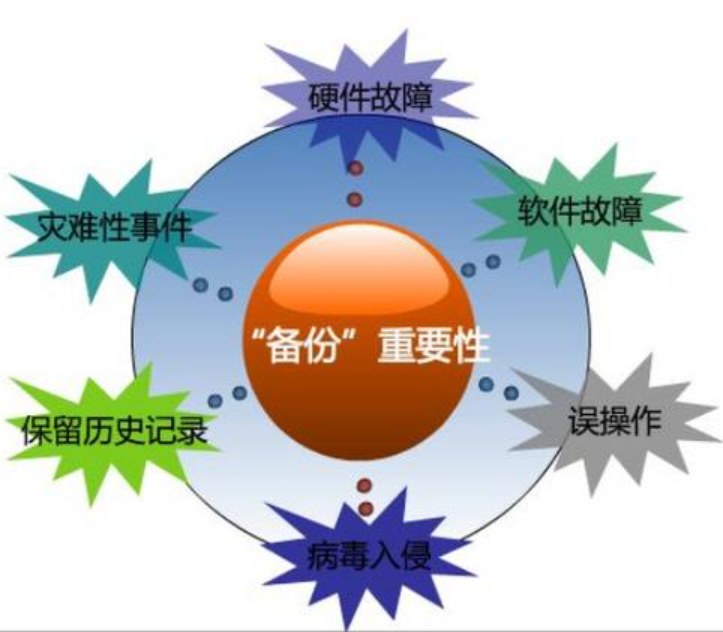 硬件故障
软件故障
灾难性事件
“备份”重要性
误操作
保留历史记录
病毒入侵